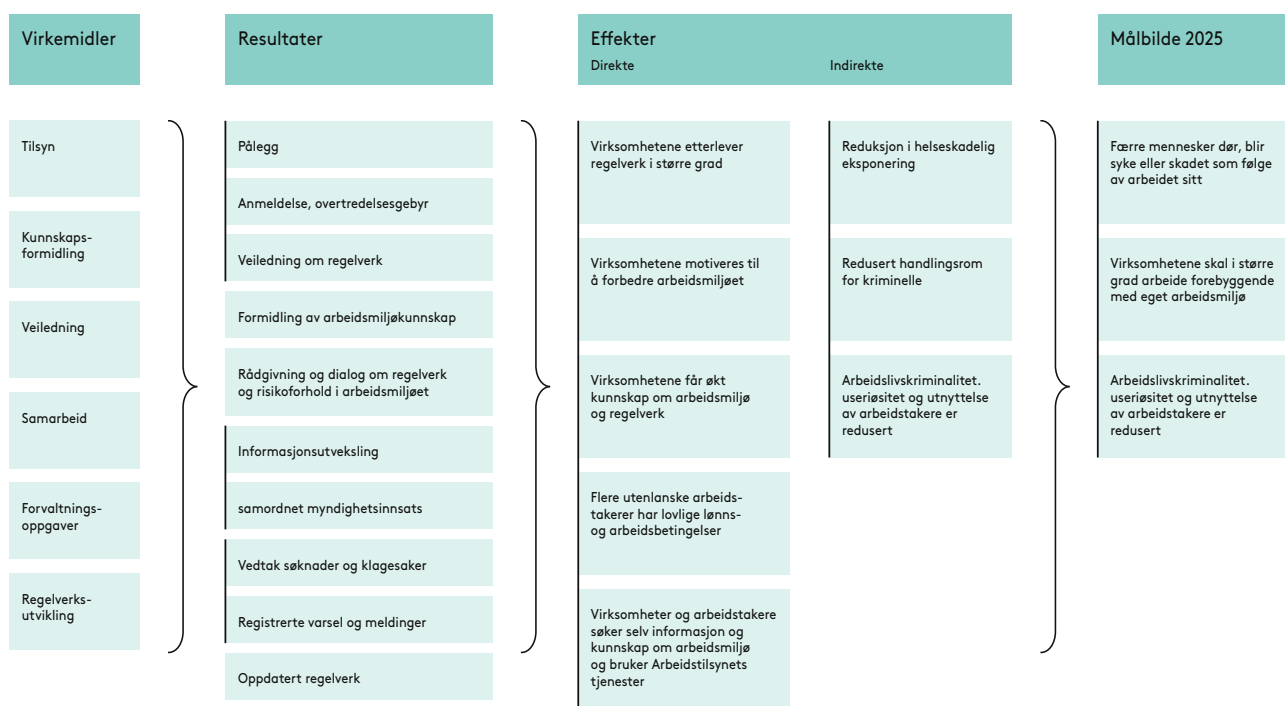 Virkemidler
Tilsyn
Kunnskaps-
formidling
Veiledning
Samarbeid
Forvaltnings-
oppgaver
Regelverks-
utvikling
Resultater
Pålegg
Anmeldelse, overtredelsesgebyr
Veiledning om regelverk
Formidling av arbeidsmiljøkunnskap
Rådgivning og dialog om regelverk
og risikoforhold i arbeidsmiljøet
Informasjonsutveksling
samordnet myndighetsinnsats
Vedtak søknader og klagesaker
Registrerte varsel og meldinger
Oppdatert regelverk
Effekter
Direkte
Virksomhetene etterlever
regelverk i større grad
Virksomhetene motiveres til
å forbedre arbeidsmiljøet
Virksomhetene får økt
kunnskap om arbeidsmiljø
og regelverk
Flere utenlanske arbeids-
takerer har lovlige lønns-
og arbeidsbetingelser
Virksomheter og arbeidstakere
søker selv informasjon og
kunnskap om arbeidsmiljø
og bruker Arbeidstilsynets
tjenester
Indirekte
Reduksjon i helseskadelig
eksponering
Redusert handlingsrom
for kriminelle
Arbeidslivskriminalitet.
useriøsitet og utnyttelse
av arbeidstakere er
redusert
Målbilde 2025
Færre mennesker dør, blir
syke eller skadet som følge
av arbeidet sitt
Virksomhetene skal i større
grad arbeide forebyggende
med eget arbeidsmiljø
Arbeidslivskriminalitet.
useriøsitet og utnyttelse
av arbeidstakere er
redusert